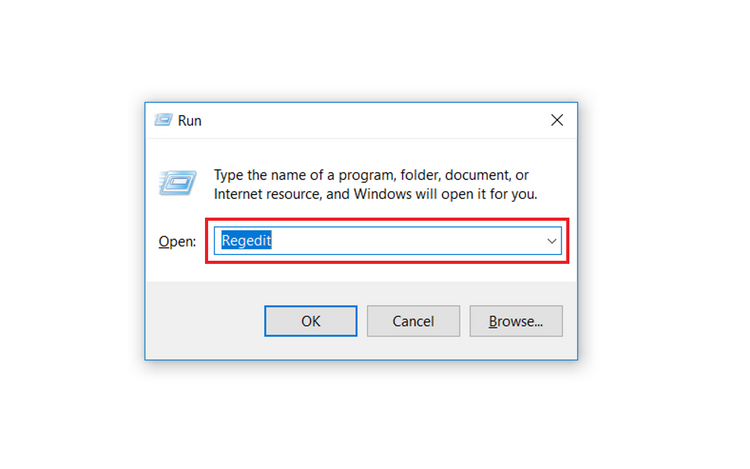 Run
Type the name of a program, folder, document, or
Internet resource, and Windows will open it for you.
Open: Regedit
OK Cancel Browse...